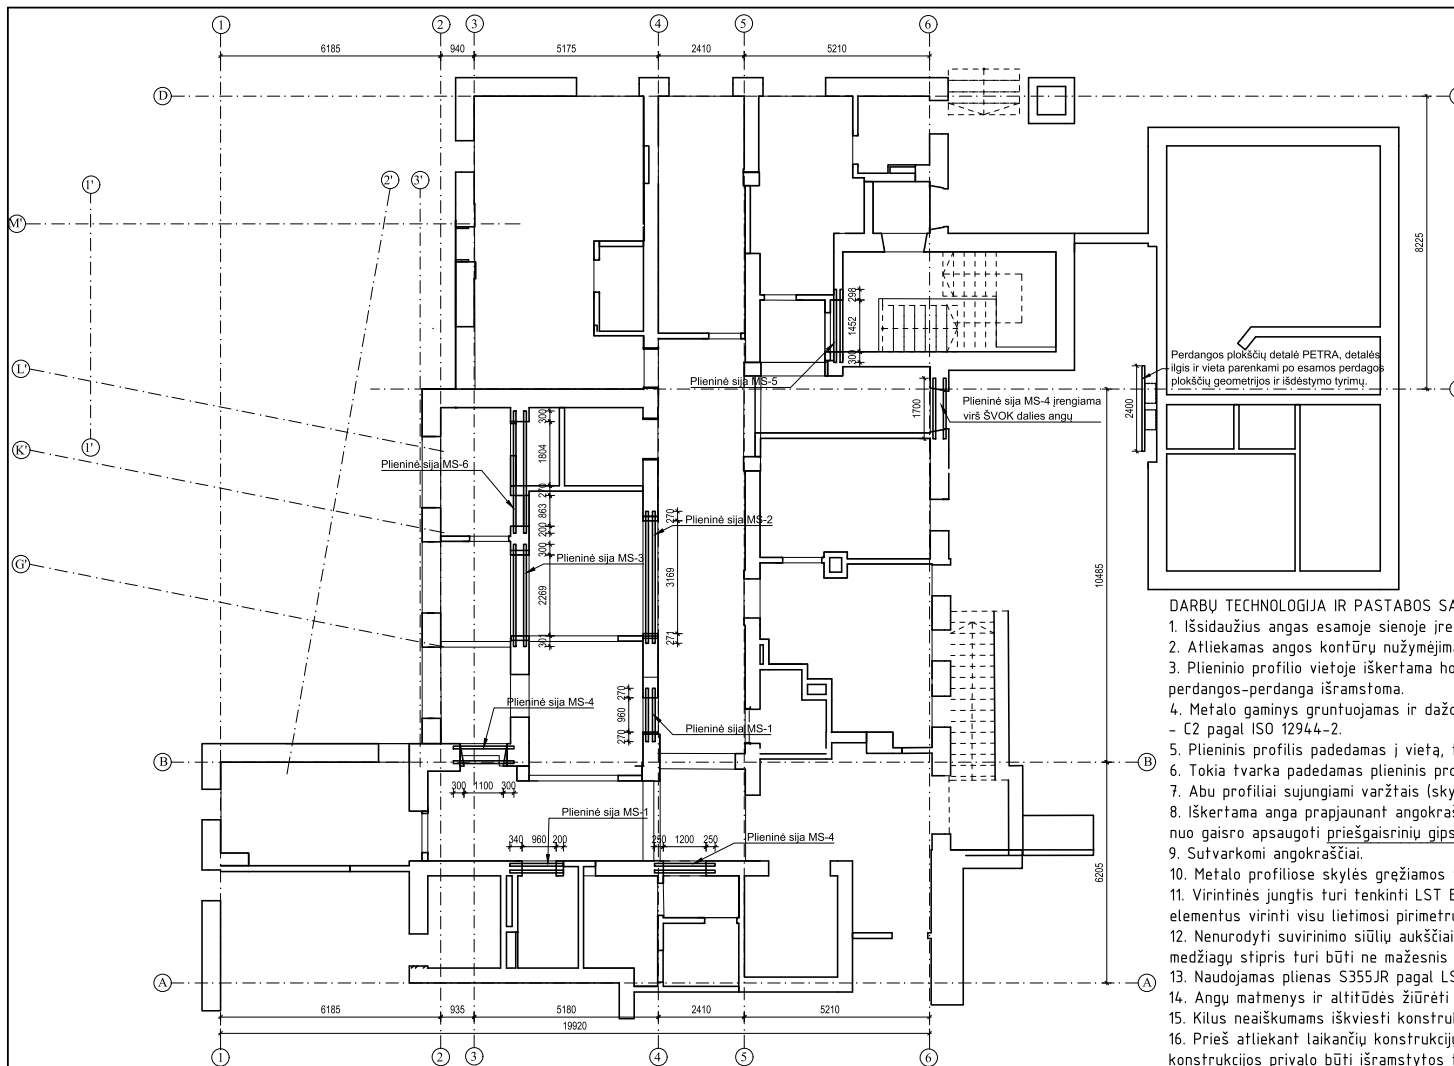 1
2
3
4
5
6
6185
940
5175
2410
5210
D
1'
2'
3'
M'
8225
298
1452
300
Perdangos plokščių detalė PETRA, detalės
ilgis ir vieta parenkami po esamos perdagos
plokščių geometrijos ir išdėstymo tyrimų.
L'
Plieninė sija MS-5
1700
Plieninė sija MS-4 įrengiama
virš ŠVOK dalies angų
2400
300
1804
1'
K'
Plieninė sija MS-6
270
863
200
270
Plieninė sija MS-2
300
Plieninė sija MS-3
3169
G'
2269
10485
301
271
DARBŲ TECHNOLOGIJA IR PASTABOS SA
1. Išsidaužius angas esamoje sienoje įre
2. Atliekamas angos kontūrų nužymėjima
3. Plieninio profilio vietoje iškertama ho
perdangos-perdanga išramstoma.
4. Metalo gaminys gruntuojamas ir dažo
- C2 pagal ISO 12944-2.
5. Plieninis profilis padedamas į vietą, t
6. Tokia tvarka padedamas plieninis pro
7. Abu profiliai sujungiami varžtais (sky
8. Iškertama anga prapjaunant angokraš
nuo gaisro apsaugoti priešgaisrinių gips
9. Sutvarkomi angokraščiai.
10. Metalo profiliose skylės gręžiamos
11. Virintinės jungtis turi tenkinti LST E
elementus virinti visu lietimosi pirimetru
12. Nenurodyti suvirinimo siūlių aukščiai
medžiagų stipris turi būti ne mažesnis
13. Naudojamas plienas S355JR pagal LS
14. Angų matmenys ir altitūdės žiūrėti
15. Kilus neaiškumams iškviesti konstruk
16. Prieš atliekant laikančių konstrukcijų
konstrukcijos privalo būti išramstytos t
270
960
270
Plieninė sija MS-4
Plieninė sija MS-1
B
B
300
1100
300
Plieninė sija MS-1
340
960
200
250
1200
250
Plieninė sija MS-4
6205
A
A
6185
935
5180
2410
5210
19920
1
2
3
4
5
6